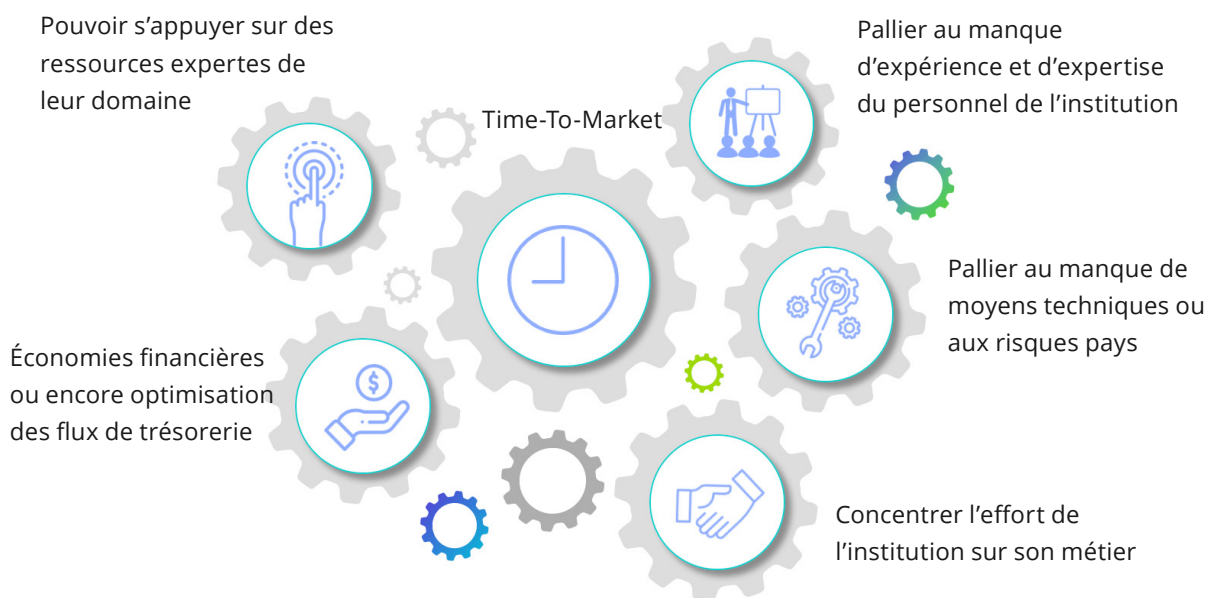 Pouvoir s’appuyer sur des
ressources expertes de
leur domaine
Time-To-Market
Pallier au manque
d’expérience et d’expertise
du personnel de l’institution
Pallier au manque de
moyens techniques ou
aux risques pays
Économies financières
ou encore optimisation
des flux de trésorerie
$
Concentrer l’effort de
l’institution sur son métier